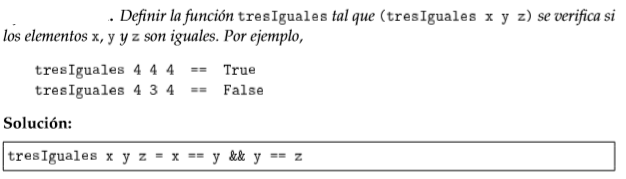 . Definir la función tresIguales tal que (tresIguales x y z) se verifica si
los elementos x, y y z son iguales. Por ejemplo,
tresIguales 4 4 4 == True
tresIguales 4 3 4 == False
Solución:
tresIguales x y z = x == y && y == z